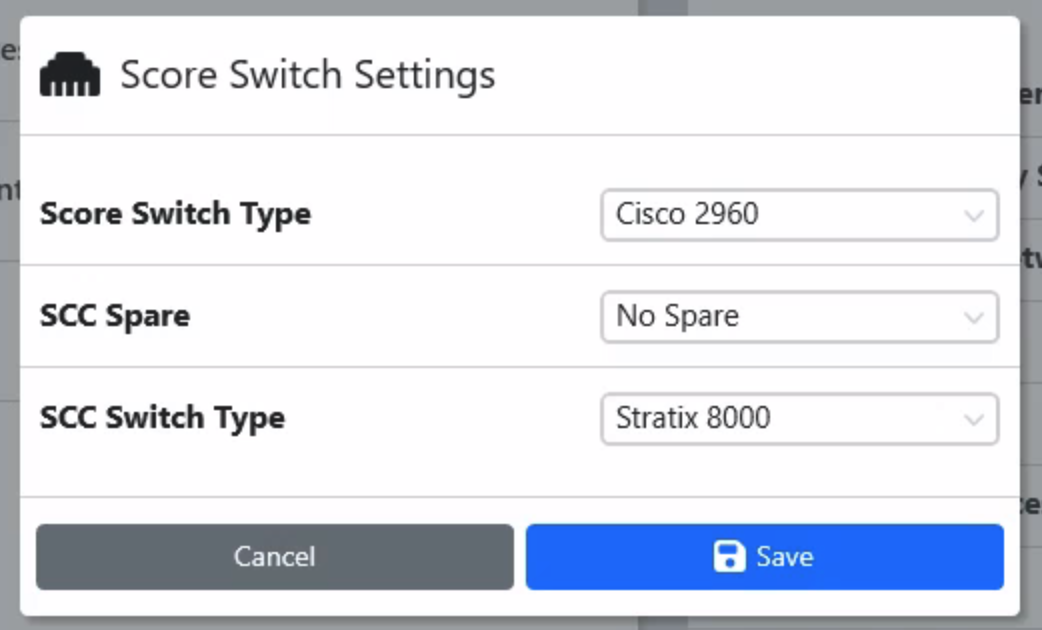 Score Switch Settings
Score Switch Type
Cisco 2960
SCC Spare
No Spare
SCC Switch Type
Stratix 8000
Cancel
Save